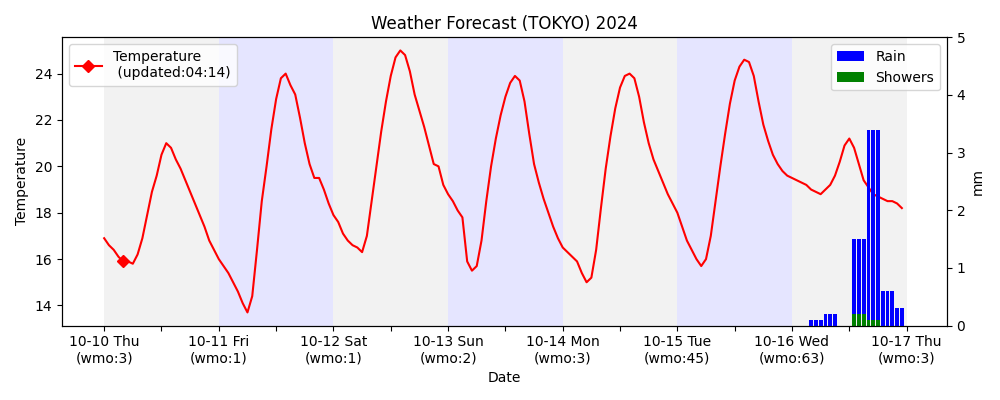 Weather Forecast (TOKYO) 2024
Temperature
(updated:04:14)
Rain
Showers
Temperature
24
22
20
18
16
14
5
4
3
2
1
0
mm
10-10 Thu
(wmo:3)
10-11 Fri
(wmo:1)
10-12 Sat
(wmo:1)
10-13 Sun
(wmo:2)
10-14 Mon
(wmo:3)
10-15 Tue
(wmo:45)
10-16 Wed
(wmo:63)
10-17 Thu
(wmo:3)
Date